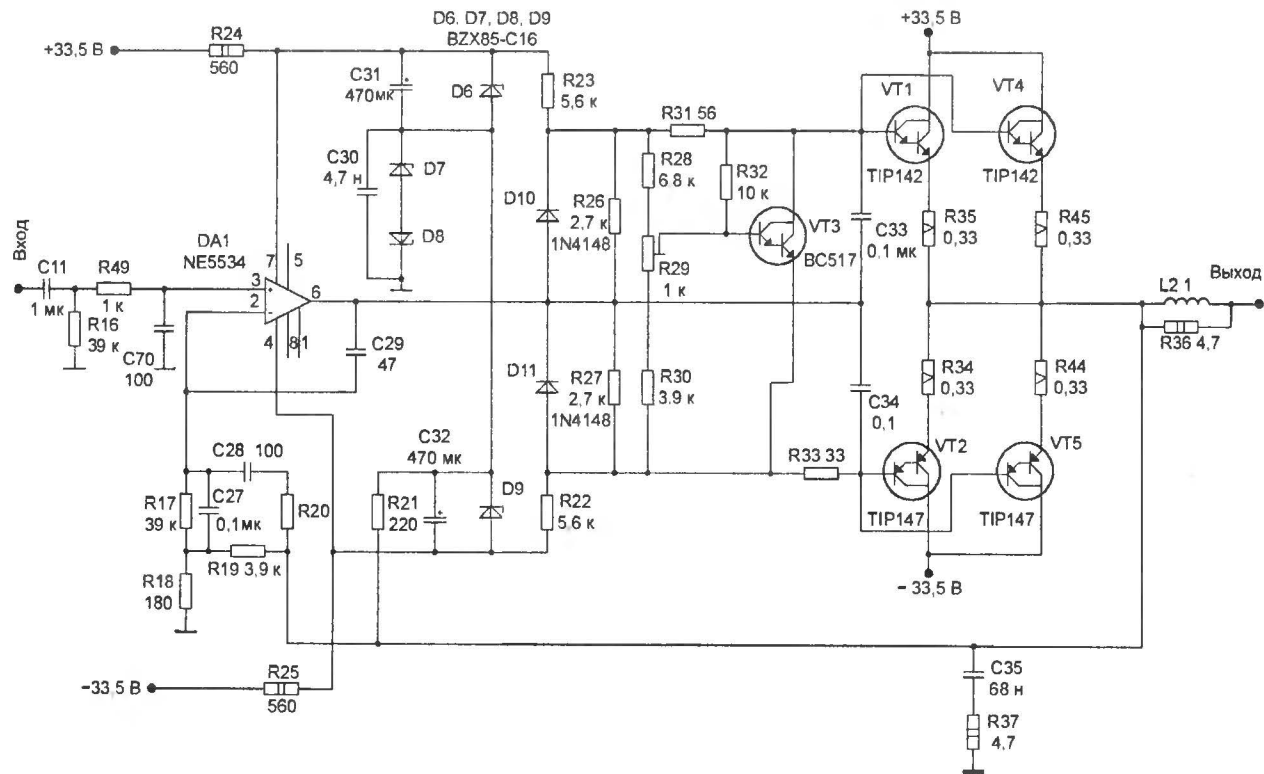 D6, D7, D8, D9
BZX85-C16
+33,5 В
R24
560
+33,5 В
C31
470мк
D6
R23
5,6 к
VT1
VT4
R31 56
C30
4,7 н
D7
D8
R28
6.8 к
R32
10 к
TIP142
TIP142
D10
R26
2,7 к
1N4148
VT3
BC517
C33
0.1 мк
R35
0,33
R45
0,33
Вход
DA1
NE5534
7
5
R29
1 к
C11
1 мк
R49
1 к
3
2
6
Выход
L2 1
R36 4,7
R16
39 к
C70
100
4
8
1
C29
47
D11
R27
2,7 к
1N4148
R30
3.9 к
C34
0,1
R34
0,33
R44
0,33
C28 100
C32
470 мк
R33 33
VT2
VT5
R17
39 к
C27
0,1мк
R20
R21
220
D9
R22
5,6 к
TIP147
TIP147
R19 3,9 к
R18
180
− 33,5 В
−33,5 В
R25
560
C35
68 н
R37
4,7